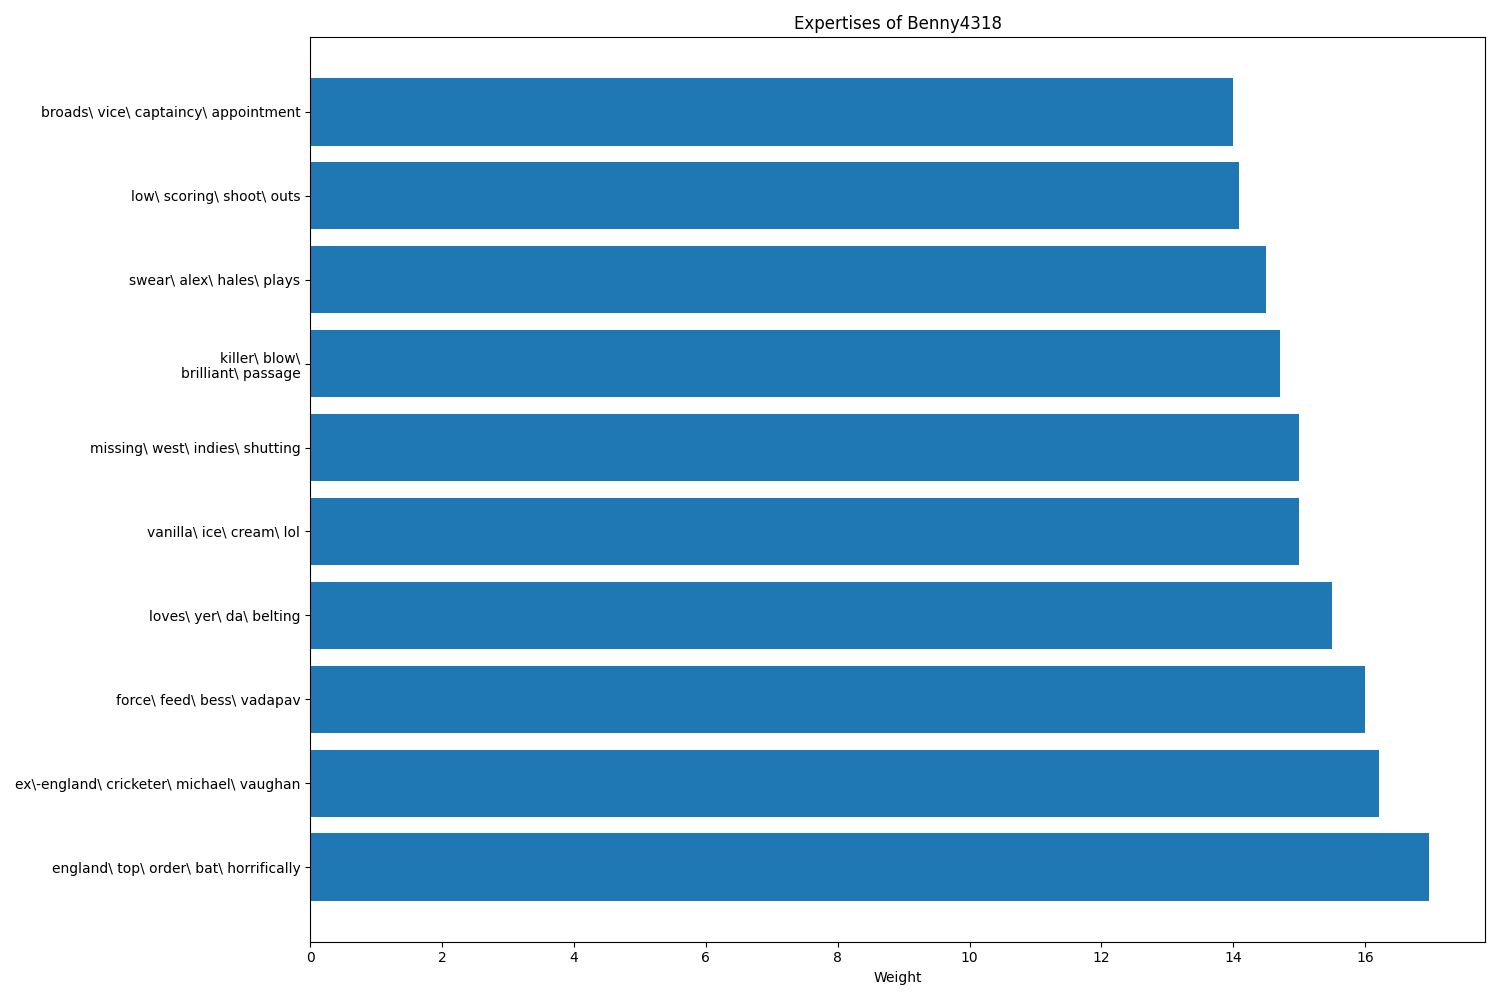 Expertises of Benny4318
broads\ vice\ captaincy\ appointment
low\ scoring\ shoot\ outs
swear\ alex\ hales\ plays
killer\ blow\
brilliant\ passage
missing\ west\ indies\ shutting
vanilla\ ice\ cream\ lol
loves\ yer\ da\ belting
force\ feed\ bess\ vadapav
ex\-england\ cricketer\ michael\ vaughan
england\ top\ order\ bat\ horrifically
0 2 4 6 8 10 12 14 16
Weight